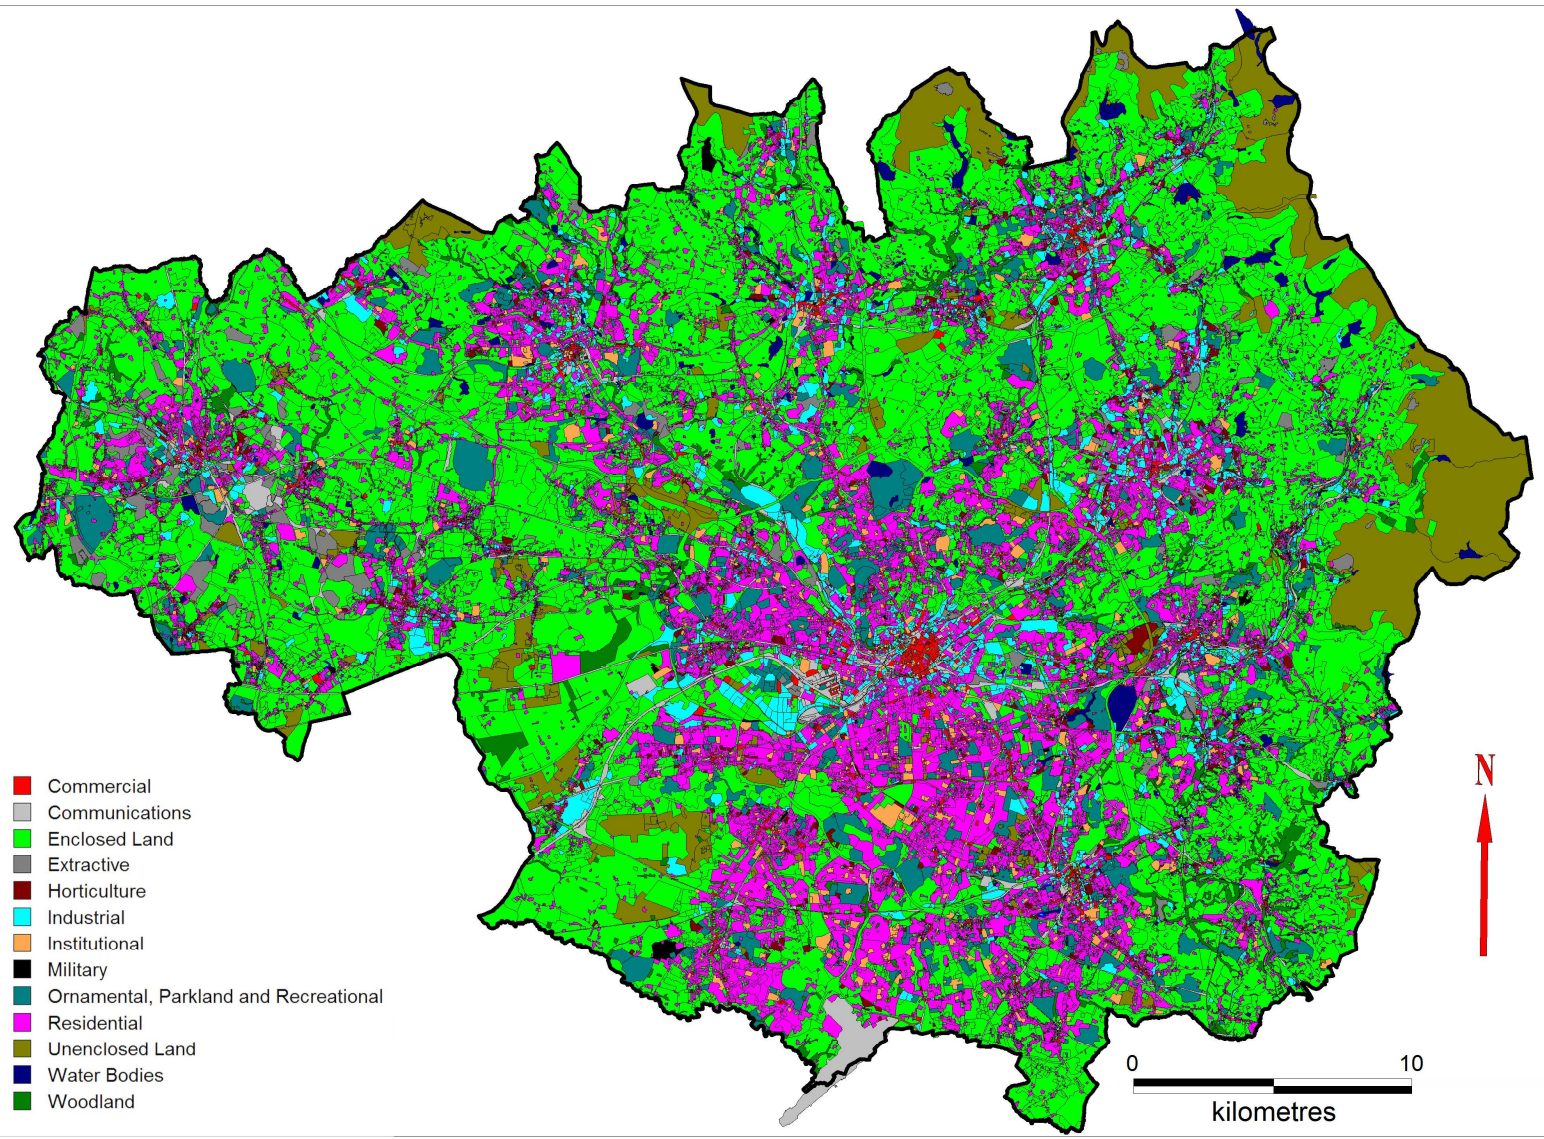 Commercial
Communications
Enclosed Land
Extractive
Horticulture
Industrial
Institutional
Military
Ornamental, Parkland and Recreational
Residential
Unenclosed Land
Water Bodies
Woodland
N
0 10
kilometres